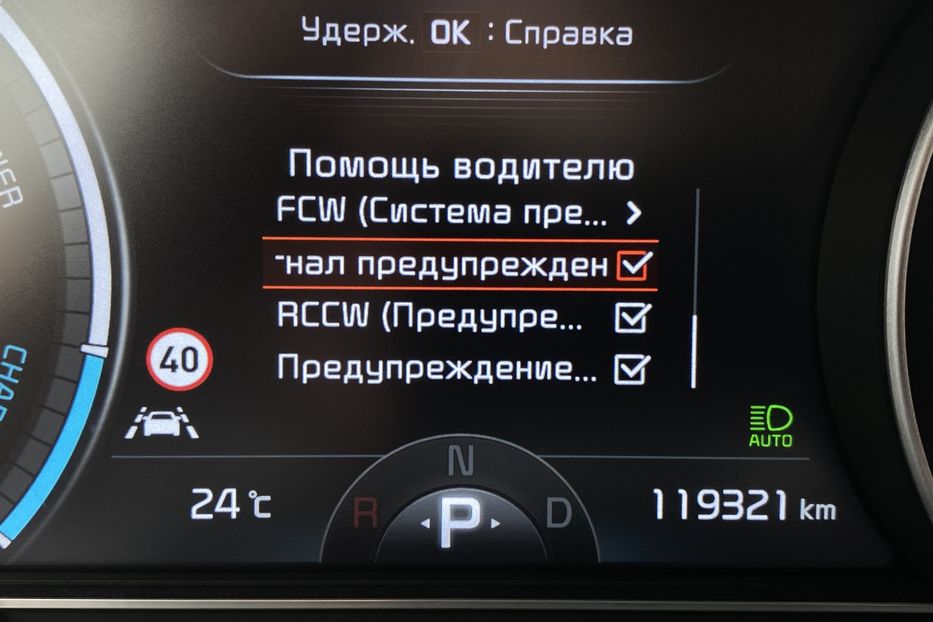 Удерж. OK : Справка
Помощь водителю
FCW (Система пре...
нал предупрежден
RCCW (Предупре...
Предупреждение...
40
AUTO
N
R P D
24 °C
119321 km